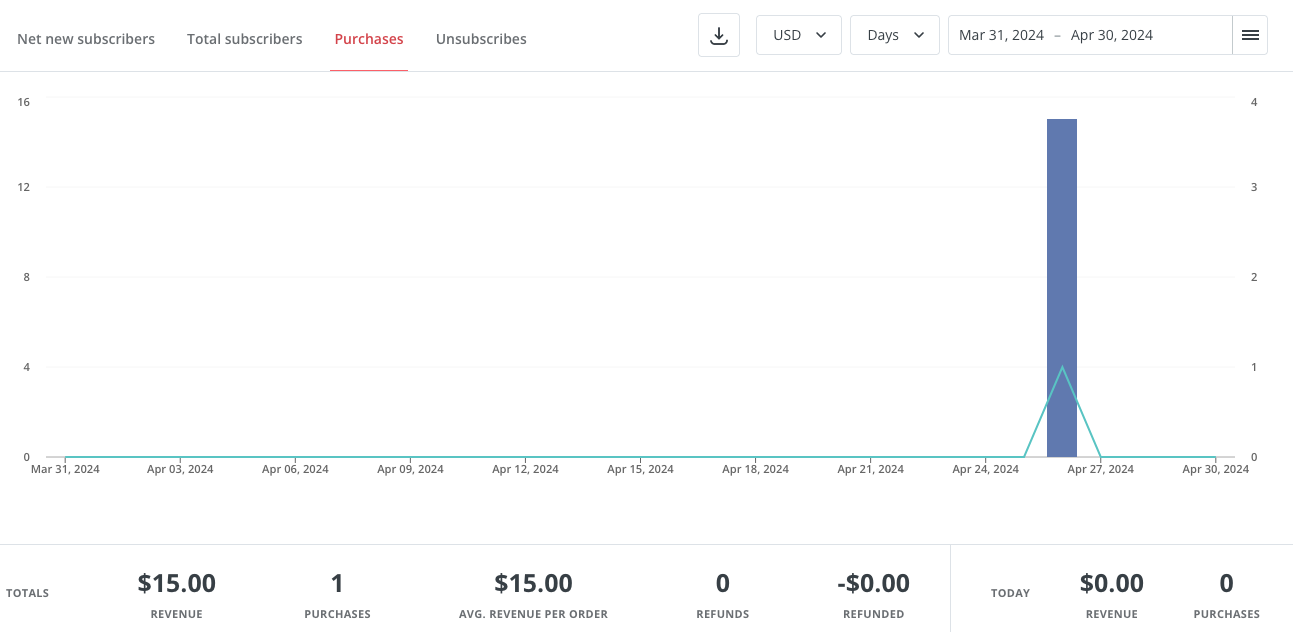 Net new subscribers Total subscribers Purchases Unsubscribes USD Days Mar 31, 2024 – Apr 30, 2024
16 4
12 3
8 2
4 1
0 0
Mar 31, 2024 Apr 03, 2024 Apr 06, 2024 Apr 09, 2024 Apr 12, 2024 Apr 15, 2024 Apr 18, 2024 Apr 21, 2024 Apr 24, 2024 Apr 27, 2024 Apr 30, 2024
TOTALS $15.00 1 $15.00 0 -$0.00 TODAY $0.00 0
REVENUE PURCHASES AVG. REVENUE PER ORDER REFUNDS REFUNDED REVENUE PURCHASES